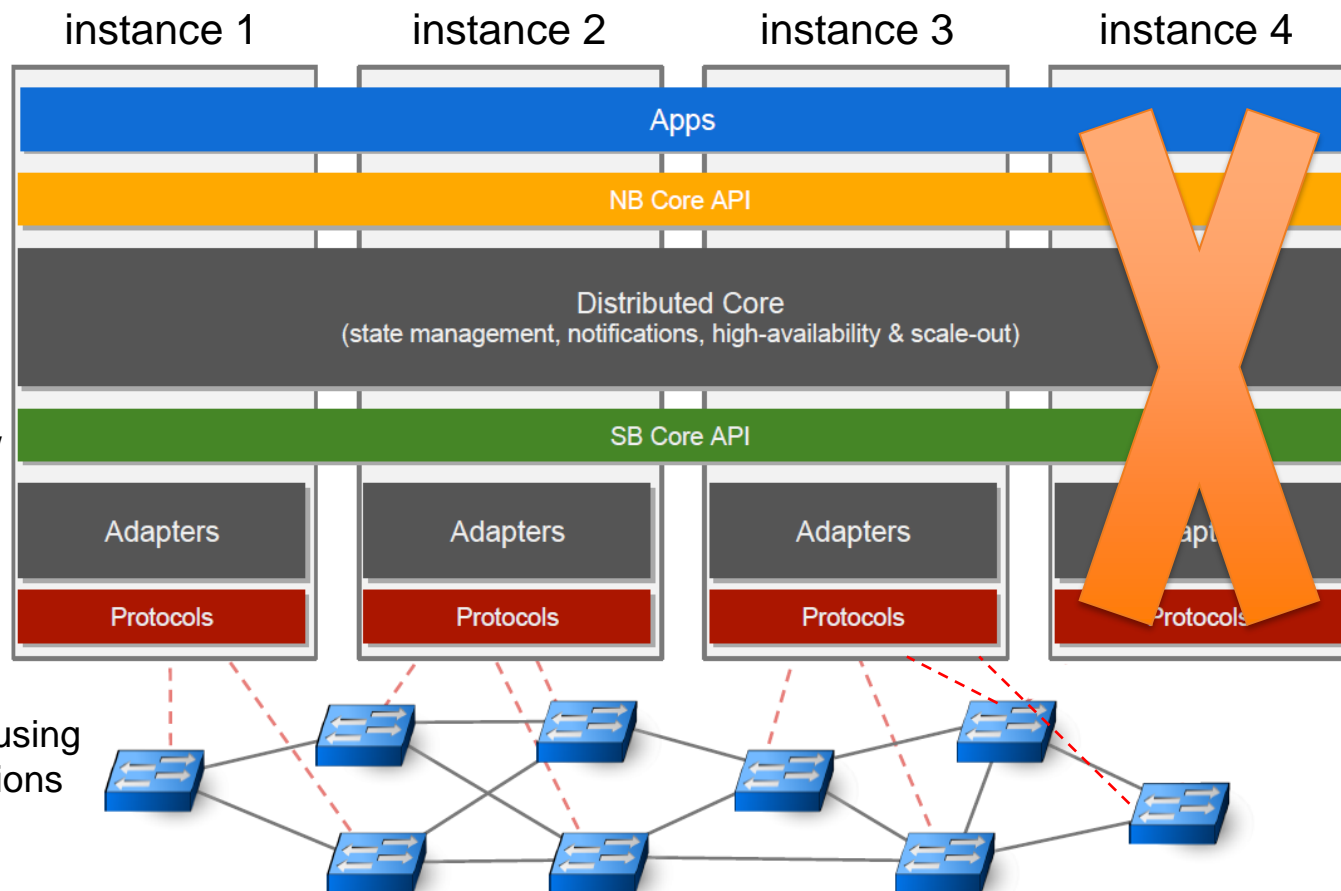 instance 1
instance 2
instance 3
instance 4
Apps
NB Core API
Distributed Core
(state management, notifications, high-availability & scale-out)
SB Core API
Adapters
Adapters
Adapters
Protocols
Protocols
Protocols
Protocols
using